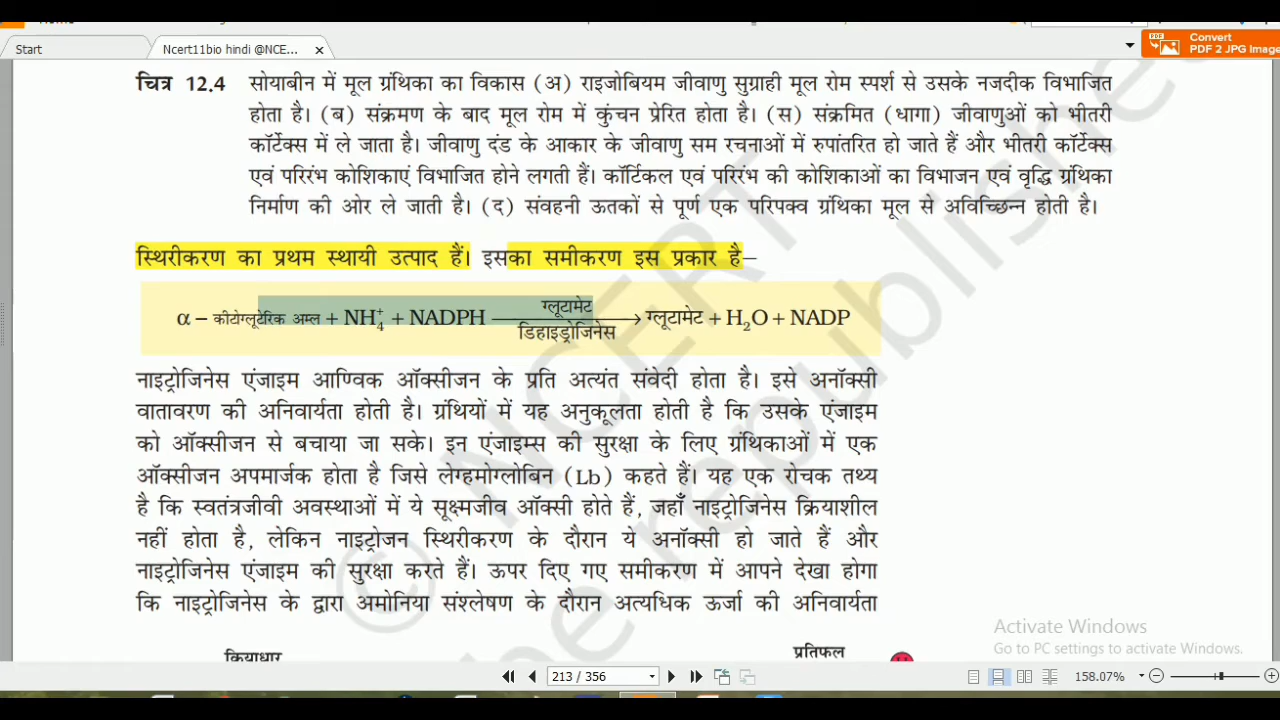 Start
Ncert11bio hindi @NCE...
Convert
PDF 2 JPG Image
चित्र 12.4 सोयाबीन में मूल ग्रंथिका का विकास (अ) राइजोबियम जीवाणु सुग्राही मूल रोम स्पर्श से उसके नजदीक विभाजित
होता है। (ब) संक्रमण के बाद मूल रोम में कुंचन प्रेरित होता है। (स) संक्रमित (धागा) जीवाणुओं को भीतरी
कॉर्टेक्स में ले जाता है। जीवाणु दंड के आकार के जीवाणु सम रचनाओं में रुपांतरित हो जाते हैं और भीतरी कॉर्टेक्स
एवं परिरंभ कोशिकाएं विभाजित होने लगती हैं। कॉर्टिकल एवं परिरंभ की कोशिकाओं का विभाजन एवं वृद्धि ग्रंथिका
निर्माण की ओर ले जाती है। (द) संवहनी ऊतकों से पूर्ण एक परिपक्व ग्रंथिका मूल से अविच्छिन्न होती है।
स्थिरीकरण का प्रथम स्थायी उत्पाद हैं। इसका समीकरण इस प्रकार है–
ग्लूटामेट
α – कीटोग्लूटेरिक अम्ल + NH₄⁺ + NADPH ⟶ ग्लूटामेट + H₂O + NADP
डिहाइड्रोजिनेस
नाइट्रोजिनेस एंजाइम आण्विक ऑक्सीजन के प्रति अत्यंत संवेदी होता है। इसे अनॉक्सी
वातावरण की अनिवार्यता होती है। ग्रंथियों में यह अनुकूलता होती है कि उसके एंजाइम
को ऑक्सीजन से बचाया जा सके। इन एंजाइम्स की सुरक्षा के लिए ग्रंथिकाओं में एक
ऑक्सीजन अपमार्जक होता है जिसे लेग्हमोग्लोबिन (Lb) कहते हैं। यह एक रोचक तथ्य
है कि स्वतंत्रजीवी अवस्थाओं में ये सूक्ष्मजीव ऑक्सी होते हैं, जहाँ नाइट्रोजिनेस क्रियाशील
नहीं होता है, लेकिन नाइट्रोजन स्थिरीकरण के दौरान ये अनॉक्सी हो जाते हैं और
नाइट्रोजिनेस एंजाइम की सुरक्षा करते हैं। ऊपर दिए गए समीकरण में आपने देखा होगा
कि नाइट्रोजिनेस के द्वारा अमोनिया संश्लेषण के दौरान अत्यधिक ऊर्जा की अनिवार्यता
क्रियाधार प्रतिफल
© NCERT
be republished
Activate Windows
Go to PC settings to activate Windows.
213 / 356
158.07%